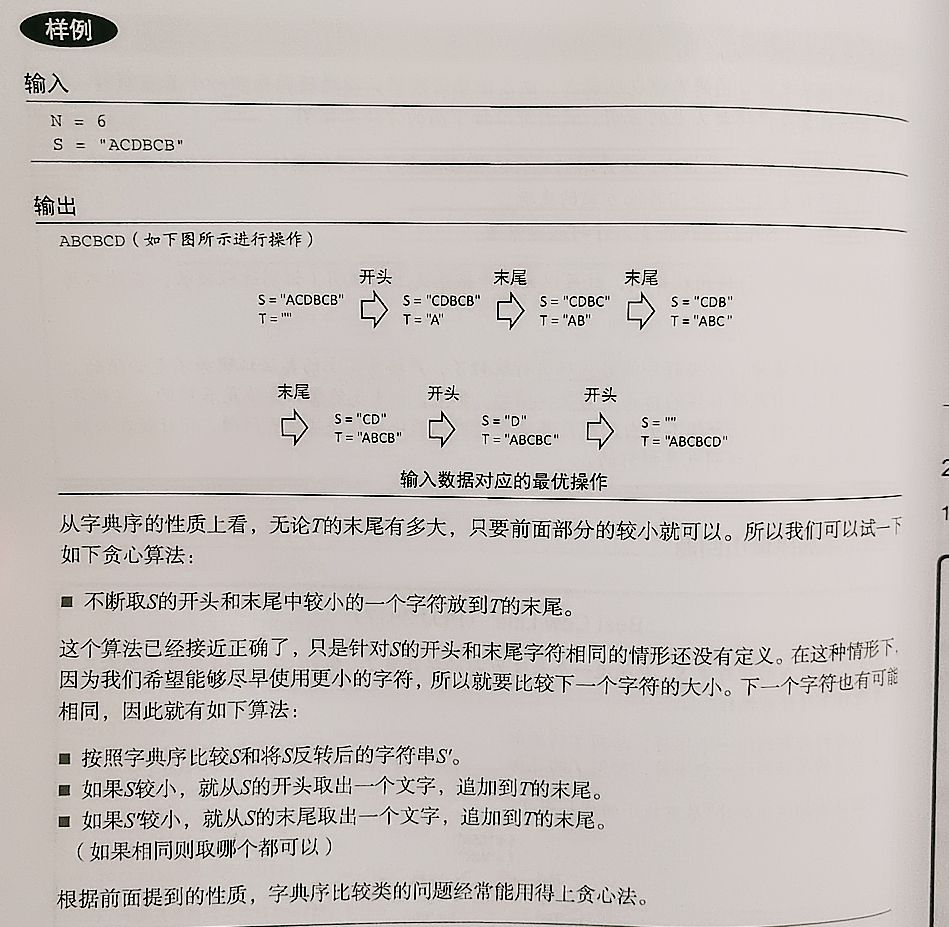 样例
输入
N = 6
S = "ACDBCB"
输出
ABCBCD（如下图所示进行操作）
开头 末尾 末尾
S = "ACDBCB" S = "CDBCB" S = "CDBC" S = "CDB"
T = "" T = "A" T = "AB" T = "ABC"
末尾 开头 开头
S = "CD" S = "D" S = ""
T = "ABCB" T = "ABCBC" T = "ABCBCD"
输入数据对应的最优操作
从字典序的性质上看，无论T的末尾有多大，只要前面部分的较小就可以。所以我们可以试一下
如下贪心算法：
■ 不断取S的开头和末尾中较小的一个字符放到T的末尾。
这个算法已经接近正确了，只是针对S的开头和末尾字符相同的情形还没有定义。在这种情形下，
因为我们希望能够尽早使用更小的字符，所以就要比较下一个字符的大小。下一个字符也有可能
相同，因此就有如下算法：
■ 按照字典序比较S和将S反转后的字符串S'。
■ 如果S较小，就从S的开头取出一个文字，追加到T的末尾。
■ 如果S'较小，就从S的末尾取出一个文字，追加到T的末尾。
（如果相同则取哪个都可以）
根据前面提到的性质，字典序比较类的问题经常能用得上贪心法。